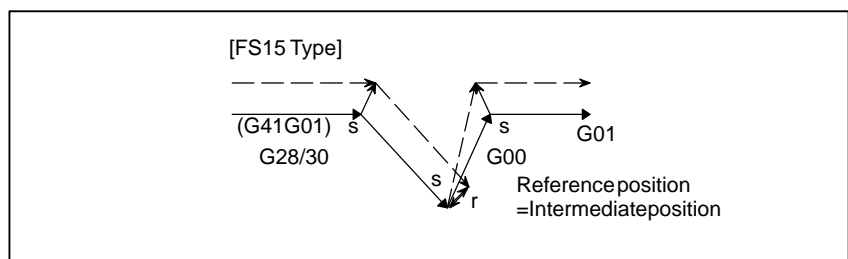 [FS15 Type]
(G41G01) s
s
G01
G28/30
G00
s
r
Reference position
=Intermediate position